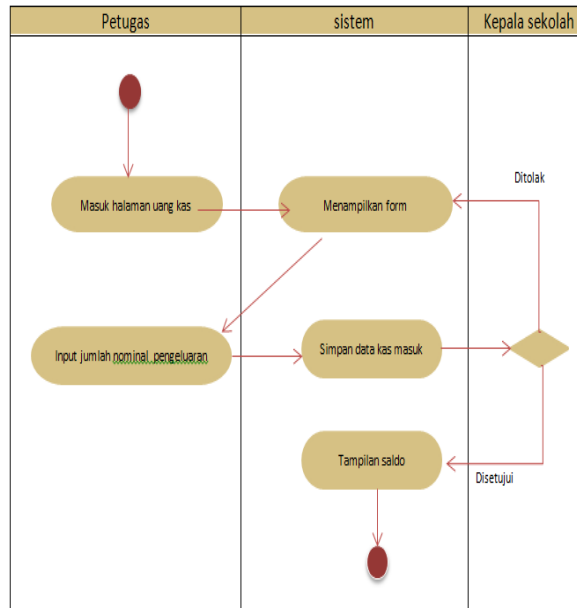 Petugas
sistem
Kepala sekolah
Ditolak
Masuk halaman uang kas
Menampilkan form
Input jumlah nominal pengeluaran
Simpan data kas masuk
Tampilan saldo
Disetujui